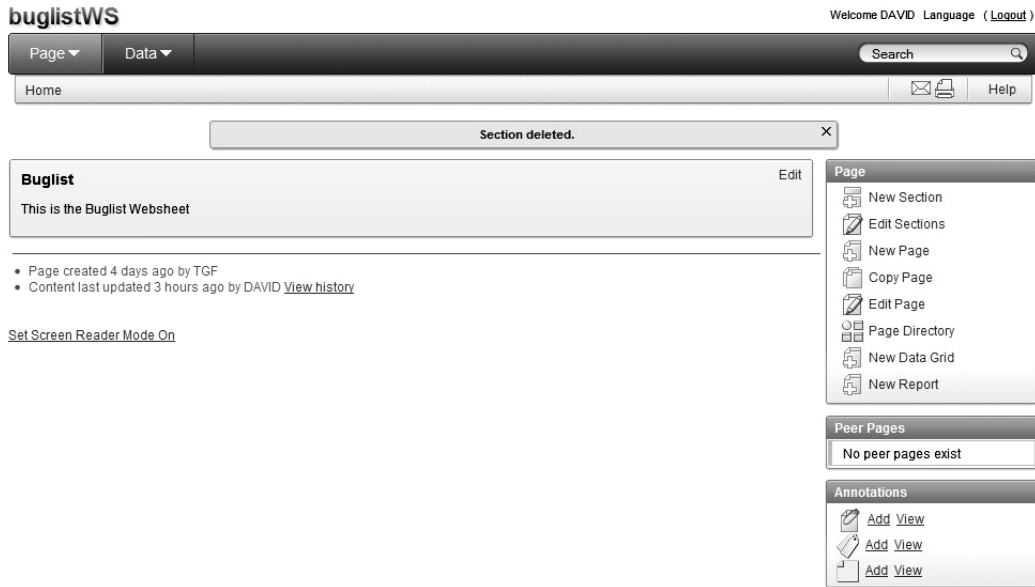 buglistWS
Welcome DAVID Language ( Logout )
Page Data
Search
Home
Help
Section deleted.
Buglist
Edit
This is the Buglist Websheet
Page created 4 days ago by TGF
Content last updated 3 hours ago by DAVID View history
Set Screen Reader Mode On
Page
New Section
Edit Sections
New Page
Copy Page
Edit Page
Page Directory
New Data Grid
New Report
Peer Pages
No peer pages exist
Annotations
Add View
Add View
Add View